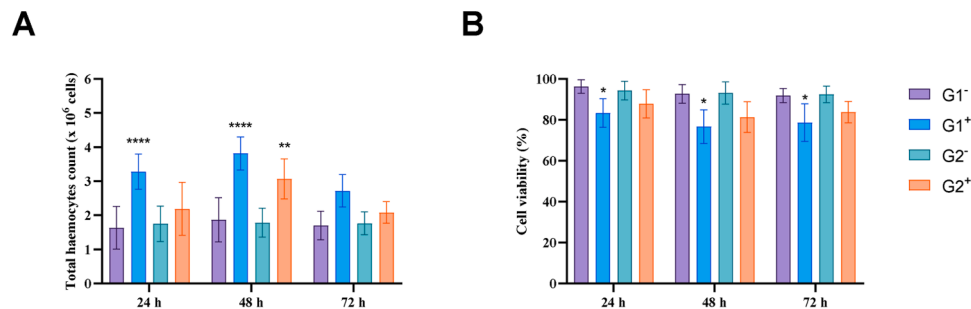 A
B
Total haemocytes count (x 10⁶ cells)
6
5
4
3
2
1
0
****
****
**
24 h
48 h
72 h
Cell viability (%)
100
80
60
40
20
0
*
*
*
24 h
48 h
72 h
G1⁻
G1⁺
G2⁻
G2⁺